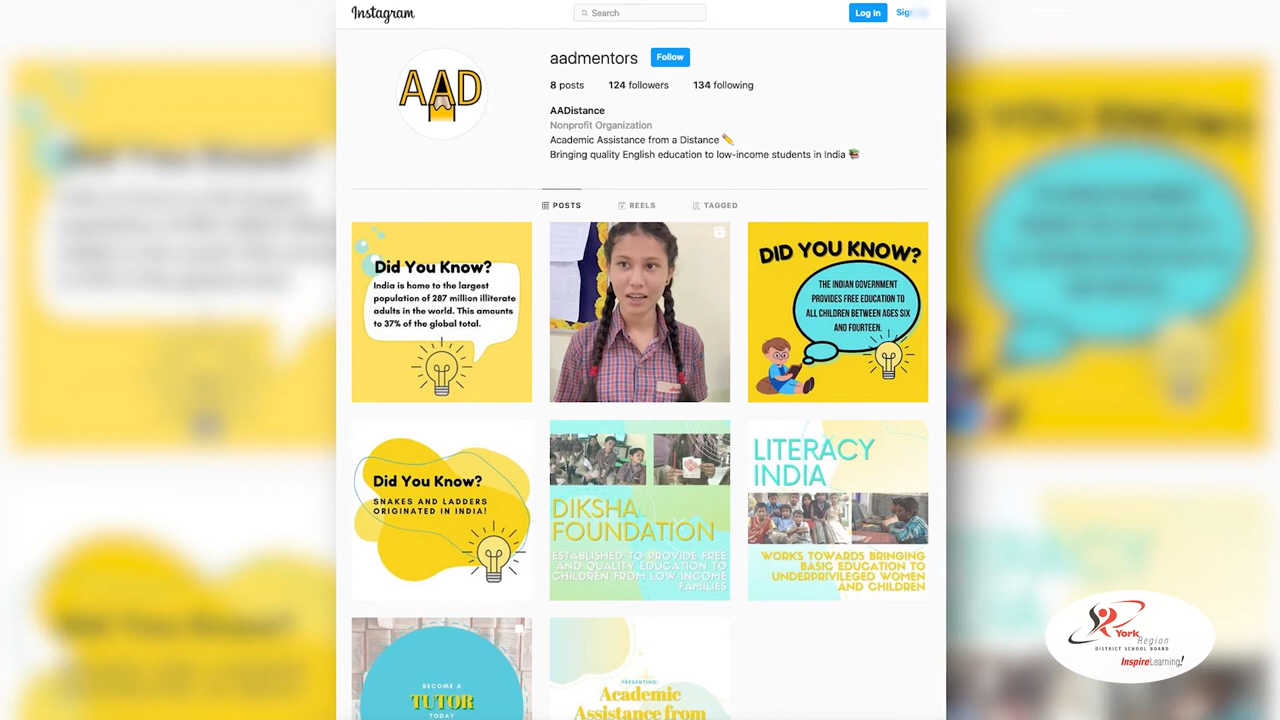 Instagram
Search
Log In
Sig
aadmentors
Follow
8 posts
124 followers
134 following
AADistance
Nonprofit Organization
Academic Assistance from a Distance ✏️
Bringing quality English education to low-income students in India 📚
POSTS
REELS
TAGGED
AAD
Did You Know?
India is home to the largest
population of 287 million illiterate
adults in the world. This amounts
to 37% of the global total.
DID YOU KNOW?
THE INDIAN GOVERNMENT
PROVIDES FREE EDUCATION TO
ALL CHILDREN BETWEEN AGES SIX
AND FOURTEEN.
Did You Know?
SNAKES AND LADDERS
ORIGINATED IN INDIA!
DIKSHA
FOUNDATION
ESTABLISHED TO PROVIDE FREE
AND QUALITY EDUCATION TO
CHILDREN FROM LOW-INCOME
FAMILIES
LITERACY
INDIA
WORKS TOWARDS BRINGING
BASIC EDUCATION TO
UNDERPRIVILEGED WOMEN
AND CHILDREN
BECOME A
TUTOR
TODAY
PRESENTING:
Academic
Assistance from
York Region
DISTRICT SCHOOL BOARD
InspireLearning!